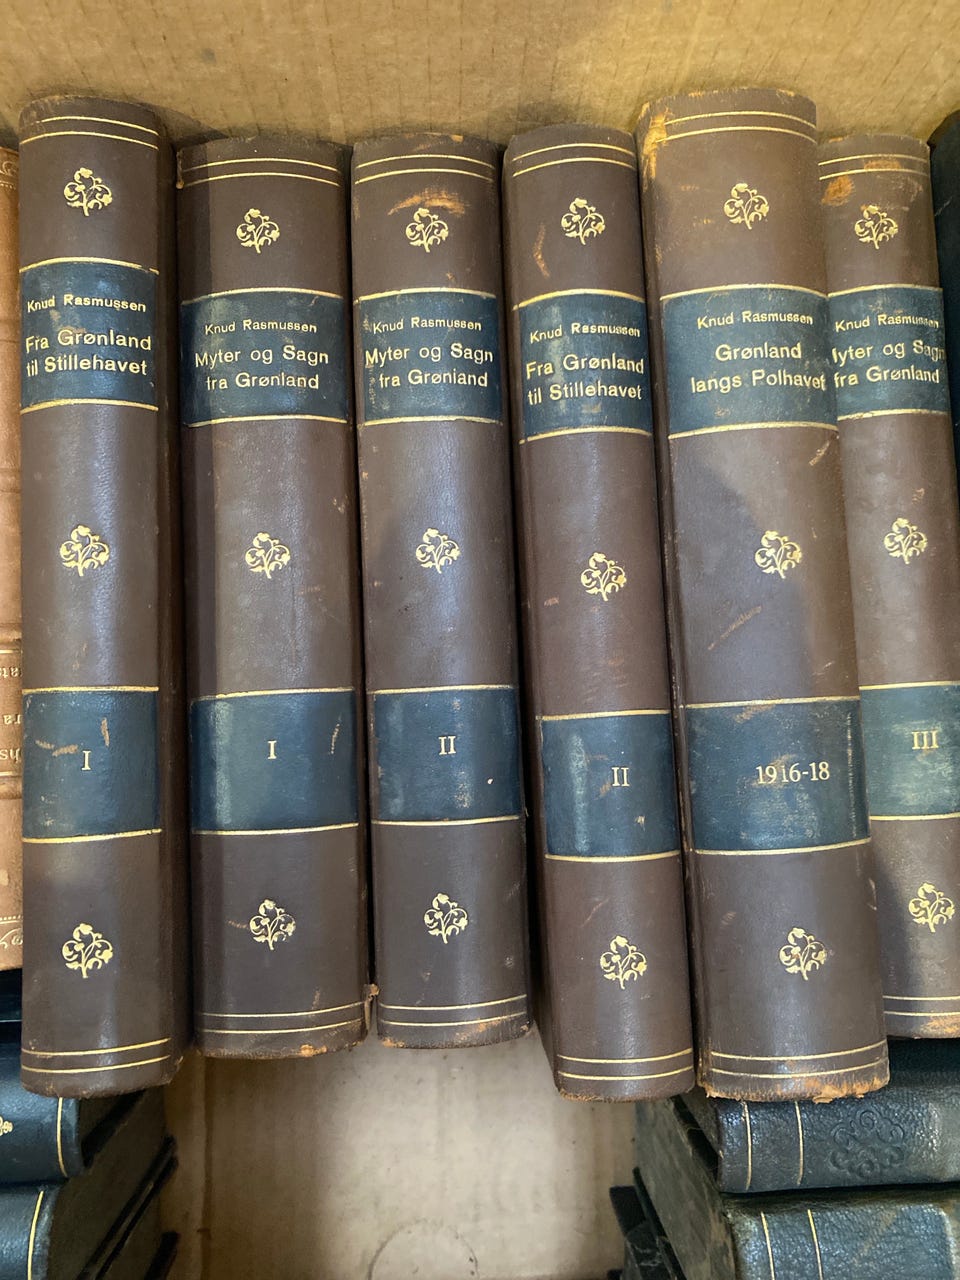 Knud Rasmussen
Fra Grønland
til Stillehavet
I
Knud Rasmussen
Myter og Sagn
fra Grønland
I
Knud Rasmussen
Myter og Sagn
fra Grønland
II
Knud Rasmussen
Fra Grønland
til Stillehavet
II
Knud Rasmussen
Grønland
langs Polhavet
1916-18
Knud Rasmussen
Myter og Sagn
fra Grønland
III